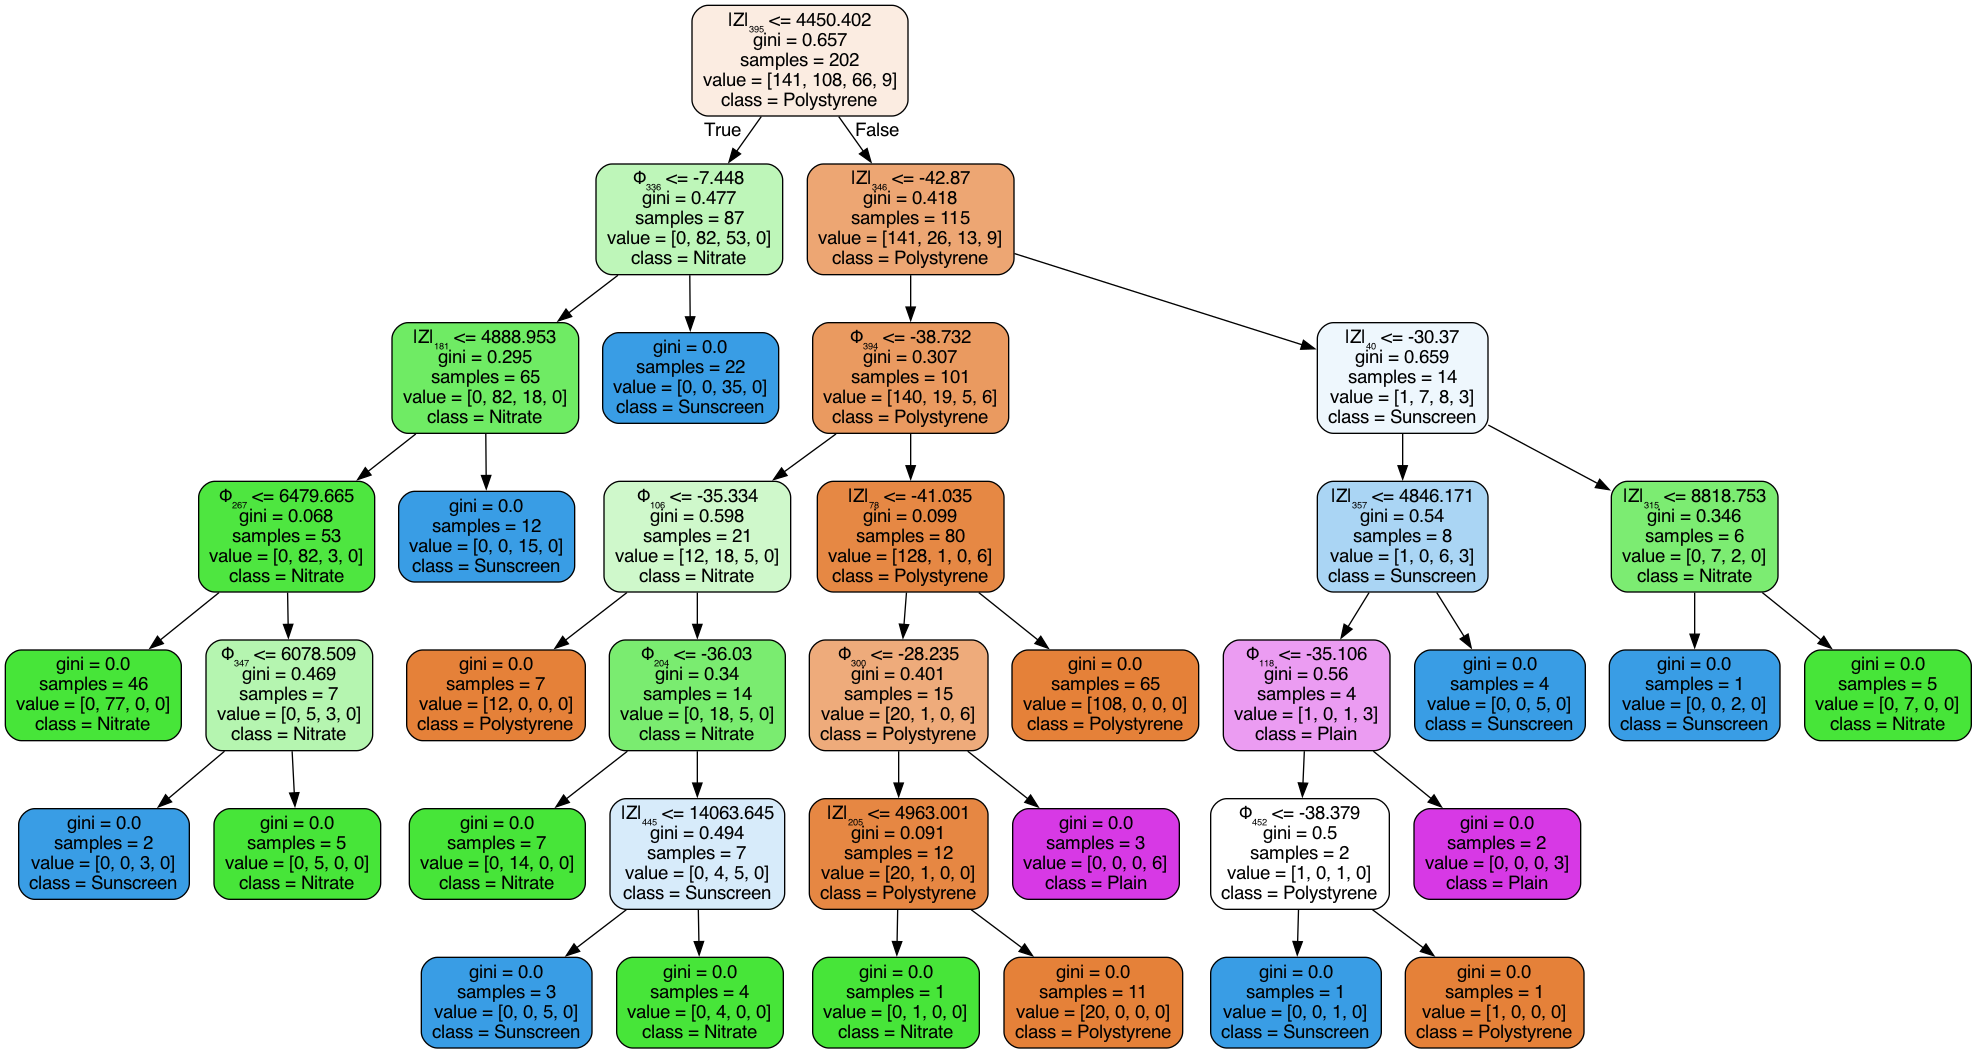 |Z|₃₉₅ <= 4450.402
gini = 0.657
samples = 202
value = [141, 108, 66, 9]
class = Polystyrene
True
False
Φ₃₃₆ <= -7.448
gini = 0.477
samples = 87
value = [0, 82, 53, 0]
class = Nitrate
|Z|₃₄₆ <= -42.87
gini = 0.418
samples = 115
value = [141, 26, 13, 9]
class = Polystyrene
|Z|₁₈₁ <= 4888.953
gini = 0.295
samples = 65
value = [0, 82, 18, 0]
class = Nitrate
gini = 0.0
samples = 22
value = [0, 0, 35, 0]
class = Sunscreen
Φ₃₉₄ <= -38.732
gini = 0.307
samples = 101
value = [140, 19, 5, 6]
class = Polystyrene
|Z|₄₀ <= -30.37
gini = 0.659
samples = 14
value = [1, 7, 8, 3]
class = Sunscreen
Φ₂₆₇ <= 6479.665
gini = 0.068
samples = 53
value = [0, 82, 3, 0]
class = Nitrate
gini = 0.0
samples = 12
value = [0, 0, 15, 0]
class = Sunscreen
Φ₁₀₆ <= -35.334
gini = 0.598
samples = 21
value = [12, 18, 5, 0]
class = Nitrate
|Z|₇₈ <= -41.035
gini = 0.099
samples = 80
value = [128, 1, 0, 6]
class = Polystyrene
|Z|₃₅₇ <= 4846.171
gini = 0.54
samples = 8
value = [1, 0, 6, 3]
class = Sunscreen
|Z|₃₁₅ <= 8818.753
gini = 0.346
samples = 6
value = [0, 7, 2, 0]
class = Nitrate
gini = 0.0
samples = 46
value = [0, 77, 0, 0]
class = Nitrate
Φ₃₄₇ <= 6078.509
gini = 0.469
samples = 7
value = [0, 5, 3, 0]
class = Nitrate
gini = 0.0
samples = 7
value = [12, 0, 0, 0]
class = Polystyrene
Φ₂₀₄ <= -36.03
gini = 0.34
samples = 14
value = [0, 18, 5, 0]
class = Nitrate
Φ₃₀₀ <= -28.235
gini = 0.401
samples = 15
value = [20, 1, 0, 6]
class = Polystyrene
gini = 0.0
samples = 65
value = [108, 0, 0, 0]
class = Polystyrene
Φ₁₁₈ <= -35.106
gini = 0.56
samples = 4
value = [1, 0, 1, 3]
class = Plain
gini = 0.0
samples = 4
value = [0, 0, 5, 0]
class = Sunscreen
gini = 0.0
samples = 1
value = [0, 0, 2, 0]
class = Sunscreen
gini = 0.0
samples = 5
value = [0, 7, 0, 0]
class = Nitrate
gini = 0.0
samples = 2
value = [0, 0, 3, 0]
class = Sunscreen
gini = 0.0
samples = 5
value = [0, 5, 0, 0]
class = Nitrate
gini = 0.0
samples = 7
value = [0, 14, 0, 0]
class = Nitrate
|Z|₄₄₅ <= 14063.645
gini = 0.494
samples = 7
value = [0, 4, 5, 0]
class = Sunscreen
|Z|₂₀₅ <= 4963.001
gini = 0.091
samples = 12
value = [20, 1, 0, 0]
class = Polystyrene
gini = 0.0
samples = 3
value = [0, 0, 0, 6]
class = Plain
Φ₄₅₂ <= -38.379
gini = 0.5
samples = 2
value = [1, 0, 1, 0]
class = Polystyrene
gini = 0.0
samples = 2
value = [0, 0, 0, 3]
class = Plain
gini = 0.0
samples = 3
value = [0, 0, 5, 0]
class = Sunscreen
gini = 0.0
samples = 4
value = [0, 4, 0, 0]
class = Nitrate
gini = 0.0
samples = 1
value = [0, 1, 0, 0]
class = Nitrate
gini = 0.0
samples = 11
value = [20, 0, 0, 0]
class = Polystyrene
gini = 0.0
samples = 1
value = [0, 0, 1, 0]
class = Sunscreen
gini = 0.0
samples = 1
value = [1, 0, 0, 0]
class = Polystyrene